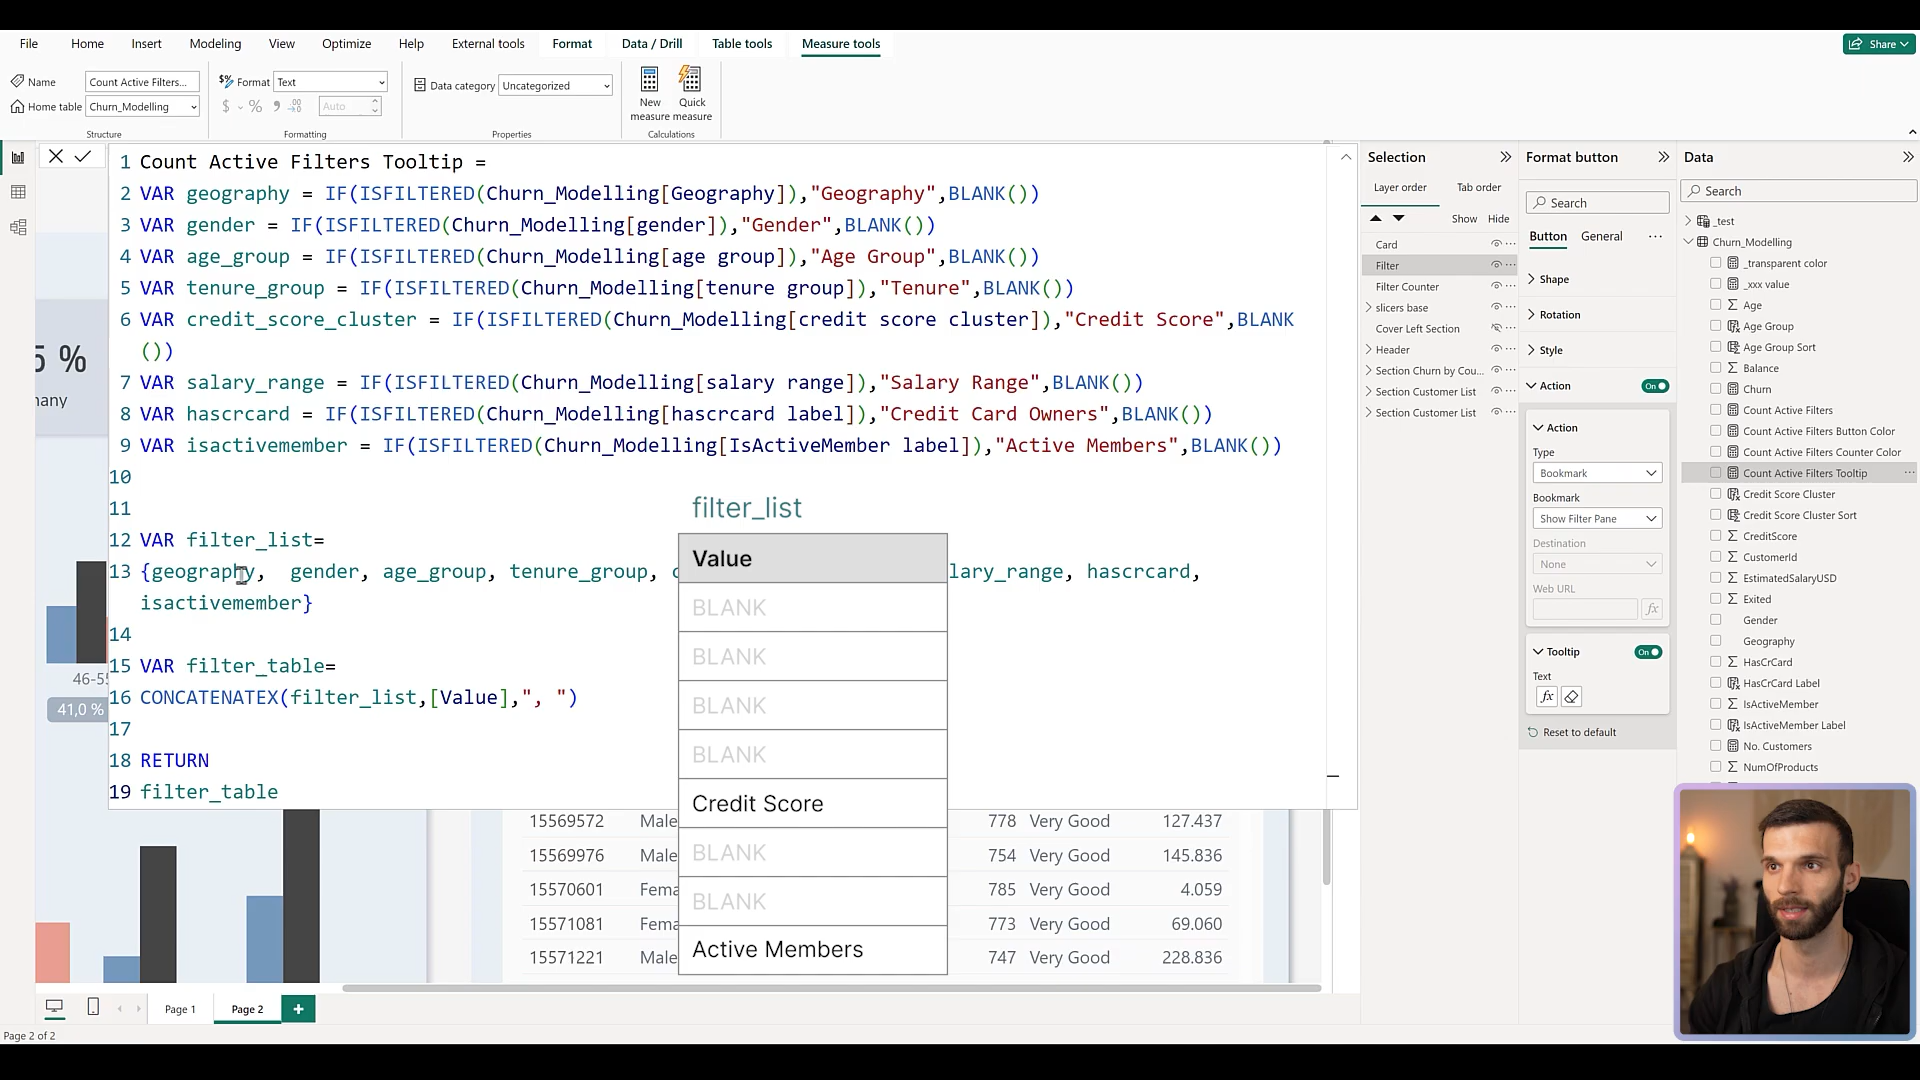 File Home Insert Modeling View Optimize Help External tools Format Data / Drill Table tools Measure tools Share
Name Count Active Filters...
Home table Churn_Modelling
Structure
$% Format Text
$ % Auto
Formatting
Data category Uncategorized
Properties
New measure
Quick measure
Calculations
1 Count Active Filters Tooltip =
2 VAR geography = IF(ISFILTERED(Churn_Modelling[Geography]),"Geography",BLANK())
3 VAR gender = IF(ISFILTERED(Churn_Modelling[gender]),"Gender",BLANK())
4 VAR age_group = IF(ISFILTERED(Churn_Modelling[age group]),"Age Group",BLANK())
5 VAR tenure_group = IF(ISFILTERED(Churn_Modelling[tenure group]),"Tenure",BLANK())
6 VAR credit_score_cluster = IF(ISFILTERED(Churn_Modelling[credit score cluster]),"Credit Score",BLANK
())
7 VAR salary_range = IF(ISFILTERED(Churn_Modelling[salary range]),"Salary Range",BLANK())
8 VAR hascrcard = IF(ISFILTERED(Churn_Modelling[hascrcard label]),"Credit Card Owners",BLANK())
9 VAR isactivemember = IF(ISFILTERED(Churn_Modelling[IsActiveMember label]),"Active Members",BLANK())
10
11
12 VAR filter_list=
13 {geography, gender, age_group, tenure_group, c lary_range, hascrcard,
isactivemember}
14
15 VAR filter_table=
16 CONCATENATEX(filter_list,[Value],", ")
17
18 RETURN
19 filter_table
filter_list
Value
BLANK
BLANK
BLANK
BLANK
Credit Score
BLANK
BLANK
Active Members
5 %
many
46-55
41,0 %
15569572 Male 778 Very Good 127.437
15569976 Male 754 Very Good 145.836
15570601 Fema 785 Very Good 4.059
15571081 Fema 773 Very Good 69.060
15571221 Male 747 Very Good 228.836
Page 1 Page 2 +
Page 2 of 2
Selection
Layer order Tab order
Show Hide
Card
Filter
Filter Counter
slicers base
Cover Left Section
Header
Section Churn by Cou...
Section Customer List
Section Customer List
Format button
Search
Button General
Shape
Rotation
Style
Action On
Action
Type
Bookmark
Bookmark
Show Filter Pane
Destination
None
Web URL
fx
Tooltip On
Text
fx
Reset to default
Data
Search
_test
Churn_Modelling
_transparent color
_xxx value
Age
Age Group
Age Group Sort
Balance
Churn
Count Active Filters
Count Active Filters Button Color
Count Active Filters Counter Color
Count Active Filters Tooltip
Credit Score Cluster
Credit Score Cluster Sort
CreditScore
CustomerId
EstimatedSalaryUSD
Exited
Gender
Geography
HasCrCard
HasCrCard Label
IsActiveMember
IsActiveMember Label
No. Customers
NumOfProducts